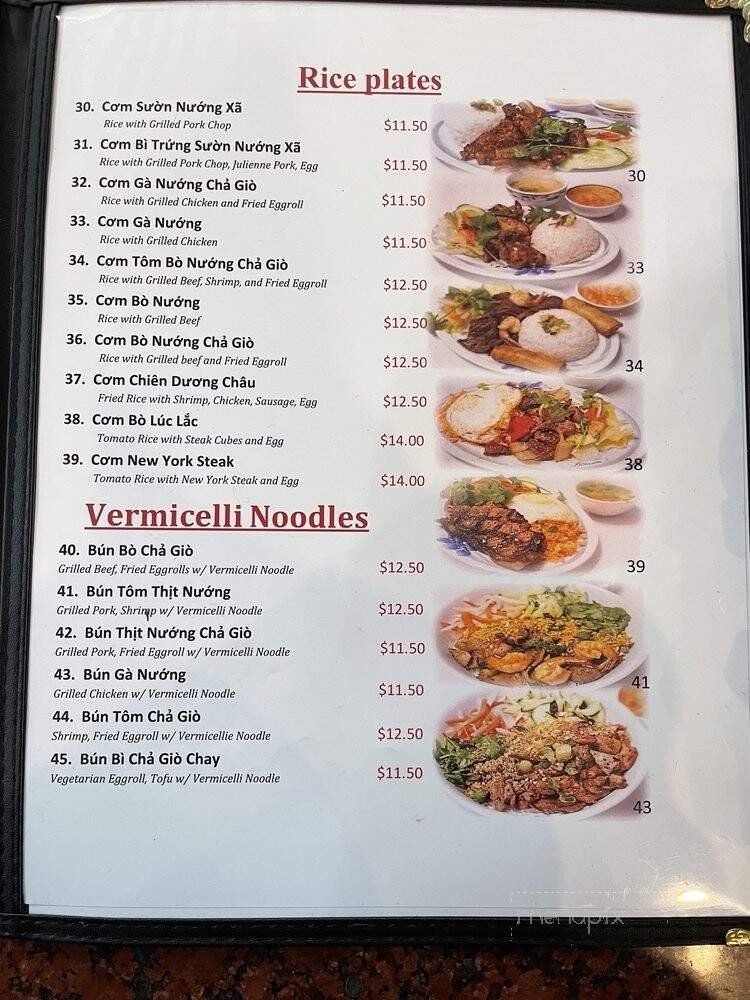 Rice plates
30. Cơm Sườn Nướng Xã
Rice with Grilled Pork Chop $11.50
31. Cơm Bì Trứng Sườn Nướng Xã
Rice with Grilled Pork Chop, Julienne Pork, Egg $11.50
32. Cơm Gà Nướng Chả Giò
Rice with Grilled Chicken and Fried Eggroll $11.50
33. Cơm Gà Nướng
Rice with Grilled Chicken $11.50
34. Cơm Tôm Bò Nướng Chả Giò
Rice with Grilled Beef, Shrimp, and Fried Eggroll $12.50
35. Cơm Bò Nướng
Rice with Grilled Beef $12.50
36. Cơm Bò Nướng Chả Giò
Rice with Grilled beef and Fried Eggroll $12.50
37. Cơm Chiên Dương Châu
Fried Rice with Shrimp, Chicken, Sausage, Egg $12.50
38. Cơm Bò Lúc Lắc
Tomato Rice with Steak Cubes and Egg $14.00
39. Cơm New York Steak
Tomato Rice with New York Steak and Egg $14.00
30
33
34
38
39
Vermicelli Noodles
40. Bún Bò Chả Giò
Grilled Beef, Fried Eggrolls w/ Vermicelli Noodle $12.50
41. Bún Tôm Thịt Nướng
Grilled Pork, Shrimp w/ Vermicelli Noodle $12.50
42. Bún Thịt Nướng Chả Giò
Grilled Pork, Fried Eggroll w/ Vermicelli Noodle $11.50
43. Bún Gà Nướng
Grilled Chicken w/ Vermicelli Noodle $11.50
44. Bún Tôm Chả Giò
Shrimp, Fried Eggroll w/ Vermicellie Noodle $12.50
45. Bún Bì Chả Giò Chay
Vegetarian Eggroll, Tofu w/ Vermicelli Noodle $11.50
41
43
menupix